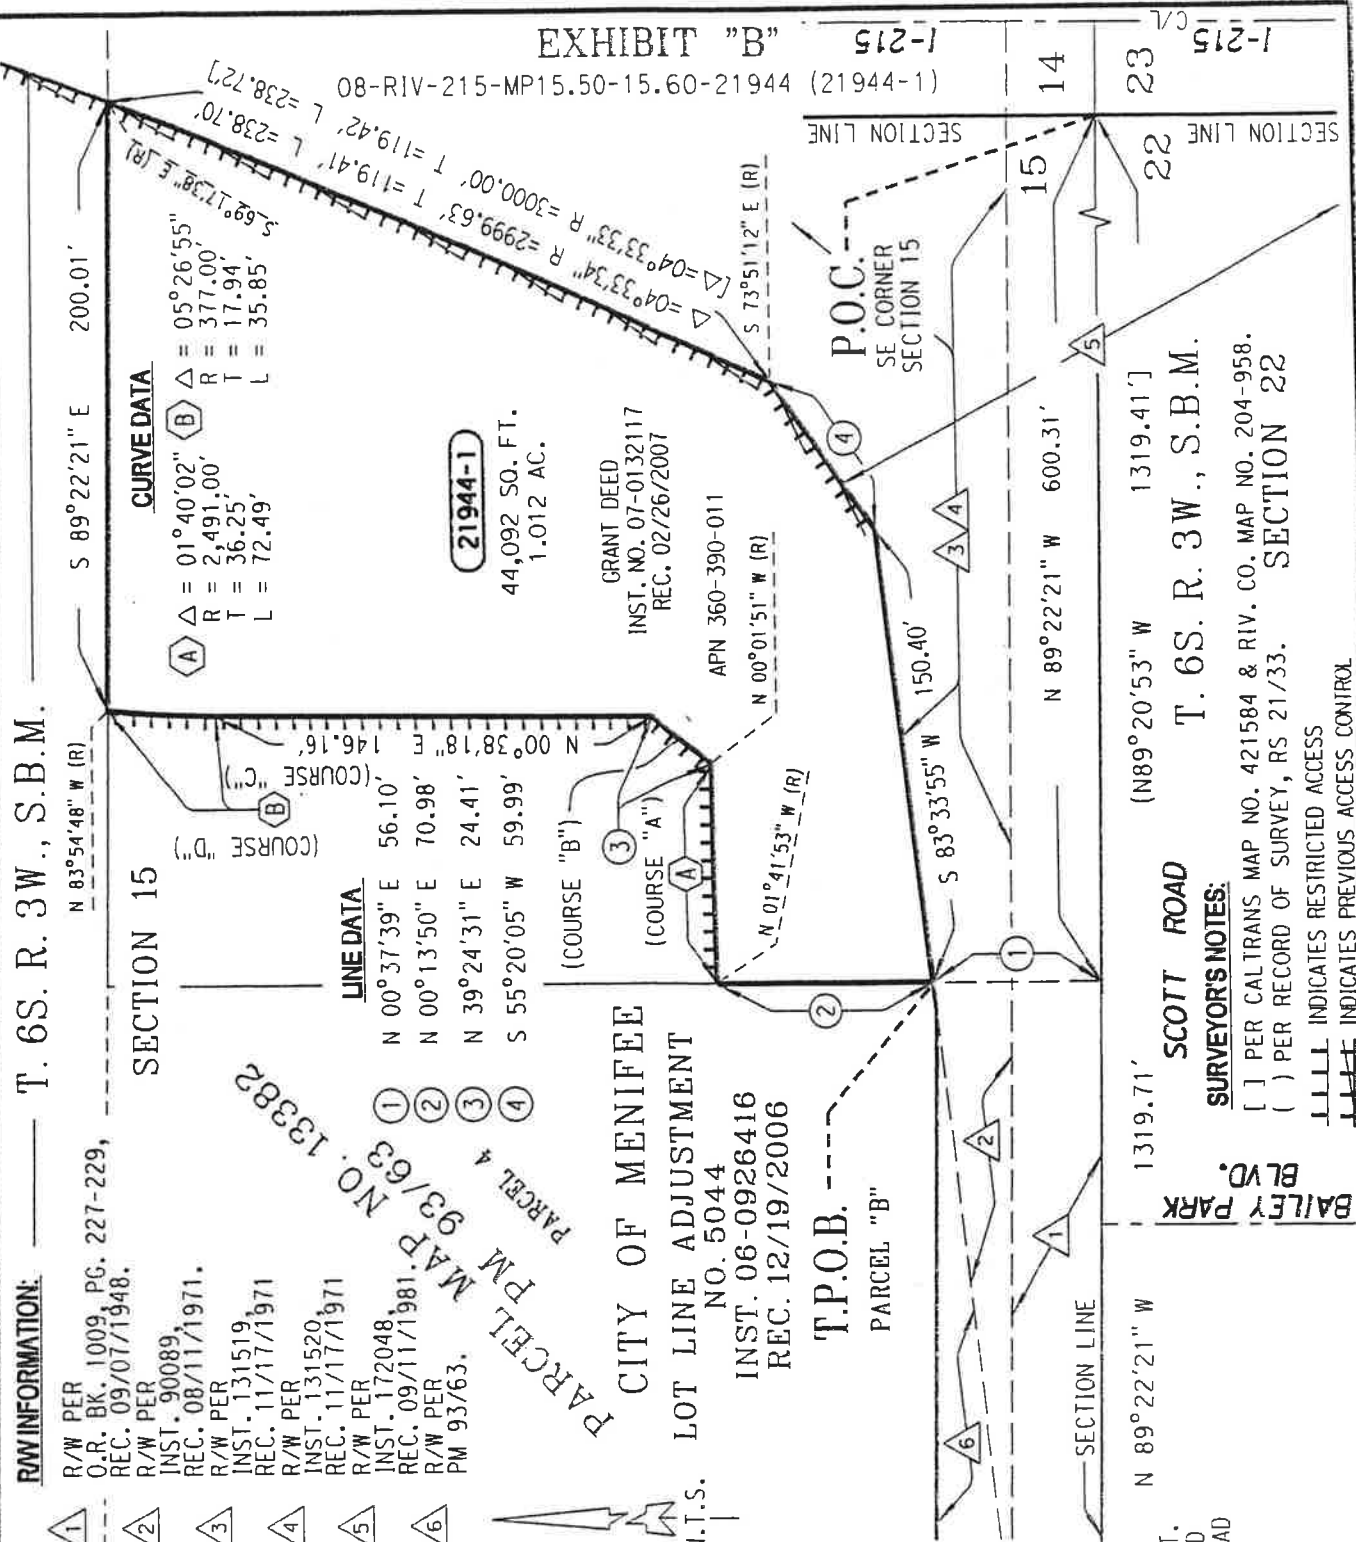 EXHIBIT "B"
08-RIV-215-MP15.50-15.60-21944 (21944-1)
T. 6S. R. 3W., S.B.M.
R/W INFORMATION:
1 R/W PER
O.R. BK. 1009, PG. 227-229,
REC. 09/07/1948.
2 R/W PER
INST. 90089,
REC. 08/11/1971.
3 R/W PER
INST. 131519,
REC. 11/17/1971
4 R/W PER
INST. 131520,
REC. 11/17/1971
5 R/W PER
INST. 172048,
REC. 09/11/1981.
6 R/W PER
PM 93/63.
N 83°54'48" W (R)
S 89°22'21" E 200.01'
SECTION 15
CURVE DATA
A Δ = 01°40'02"
R = 2,491.00'
T = 36.25'
L = 72.49'
B Δ = 05°26'55"
R = 377.00'
T = 17.94'
L = 35.85'
S 69°17'38" E (R)
Δ=04°33'34" R =2999.63' T =119.41' L =238.70'
[Δ=04°33'33" R =3000.00' T =119.42' L =238.72']
(COURSE "D")
B
(COURSE "C")
N 00°38'18" E 146.16'
21944-1
44,092 SQ. FT.
1.012 AC.
GRANT DEED
INST. NO. 07-0132117
REC. 02/26/2007
APN 360-390-011
LINE DATA
1 N 00°37'39" E 56.10'
2 N 00°13'50" E 70.98'
3 N 39°24'31" E 24.41'
4 S 55°20'05" W 59.99'
(COURSE "B")
3
(COURSE "A")
A
N 00°01'51" W (R)
N 01°41'53" W (R)
S 73°51'12" E (R)
4
PARCEL MAP NO. 13382
PM 93/63
PARCEL 4
CITY OF MENIFEE
LOT LINE ADJUSTMENT
NO. 5044
INST. 06-0926416
REC. 12/19/2006
2
T.P.O.B.
PARCEL "B"
S 83°33'55" W
150.40'
P.O.C.
SE CORNER
SECTION 15
SECTION LINE
I-215
15
14
22
23
C/L
I-215
SECTION LINE
1
2
3
4
5
6
1
SECTION LINE
N 89°22'21" W 600.31'
N 89°22'21" W 1319.71'
(N89°20'53" W 1319.41']
BAILEY PARK
BLVD.
SCOTT ROAD
T. 6S. R. 3W., S.B.M.
SECTION 22
SURVEYOR'S NOTES:
[ ] PER CALTRANS MAP NO. 421584 & RIV. CO. MAP NO. 204-958.
( ) PER RECORD OF SURVEY, RS 21/33.
INDICATES RESTRICTED ACCESS
INDICATES PREVIOUS ACCESS CONTROL